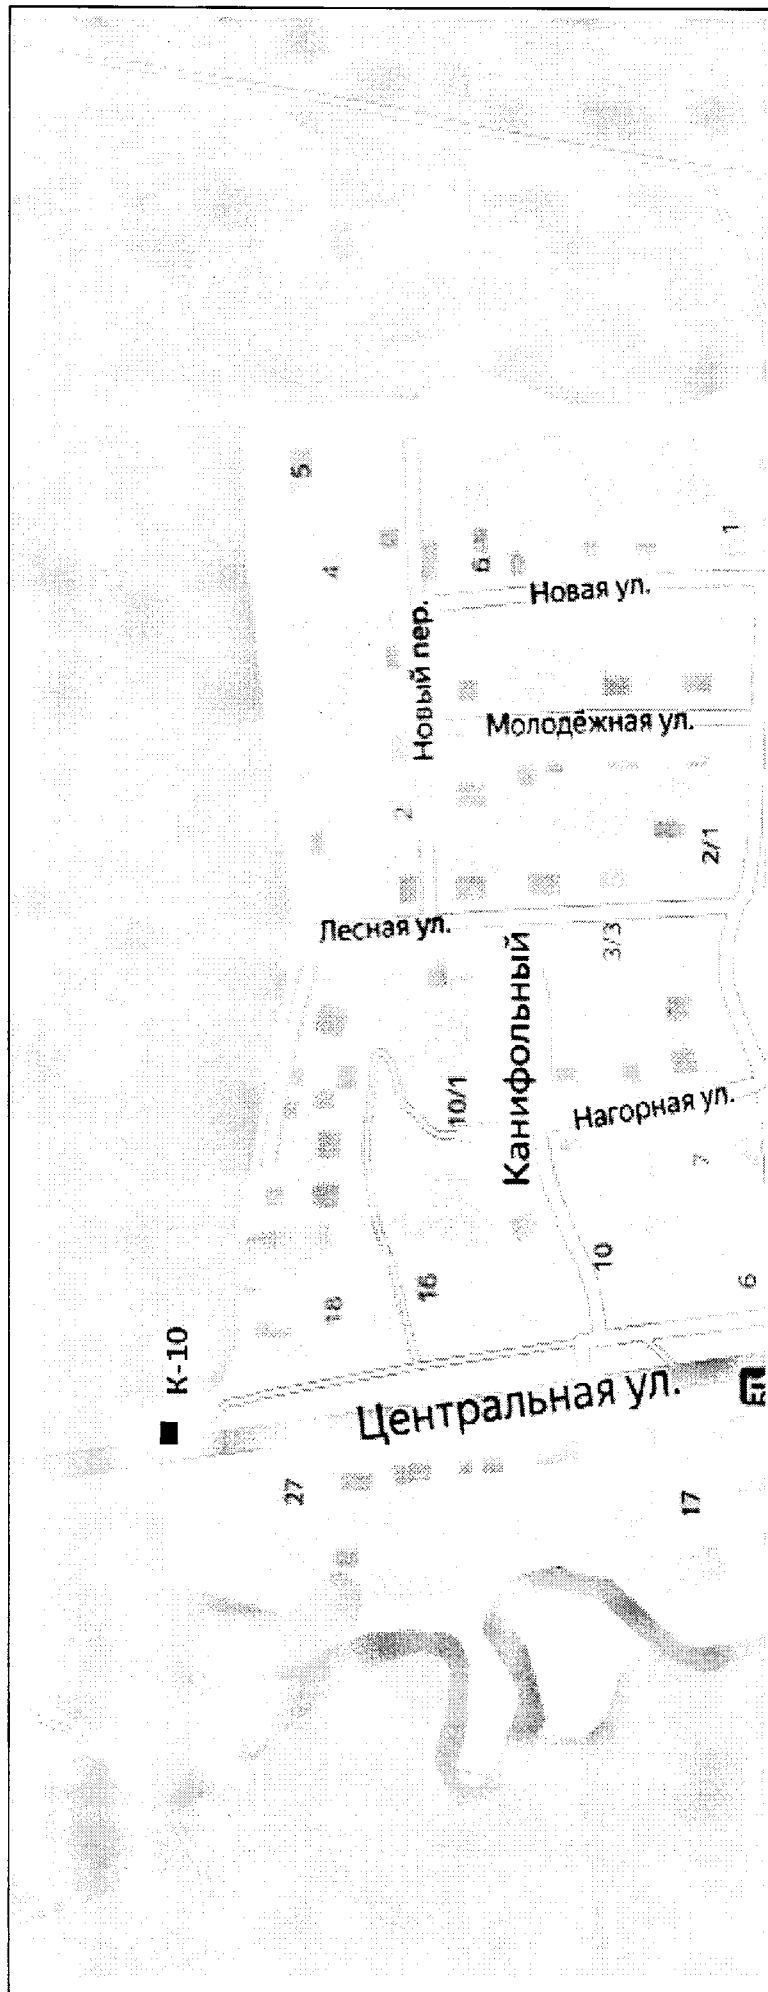 5
4
1
6
Новая ул.
Новый пер.
Молодёжная ул.
2
2/1
Лесная ул.
3/3
Канифольный
10/1
Нагорная ул.
7
10
16
18
6
К-10
Центральная ул.
27
17